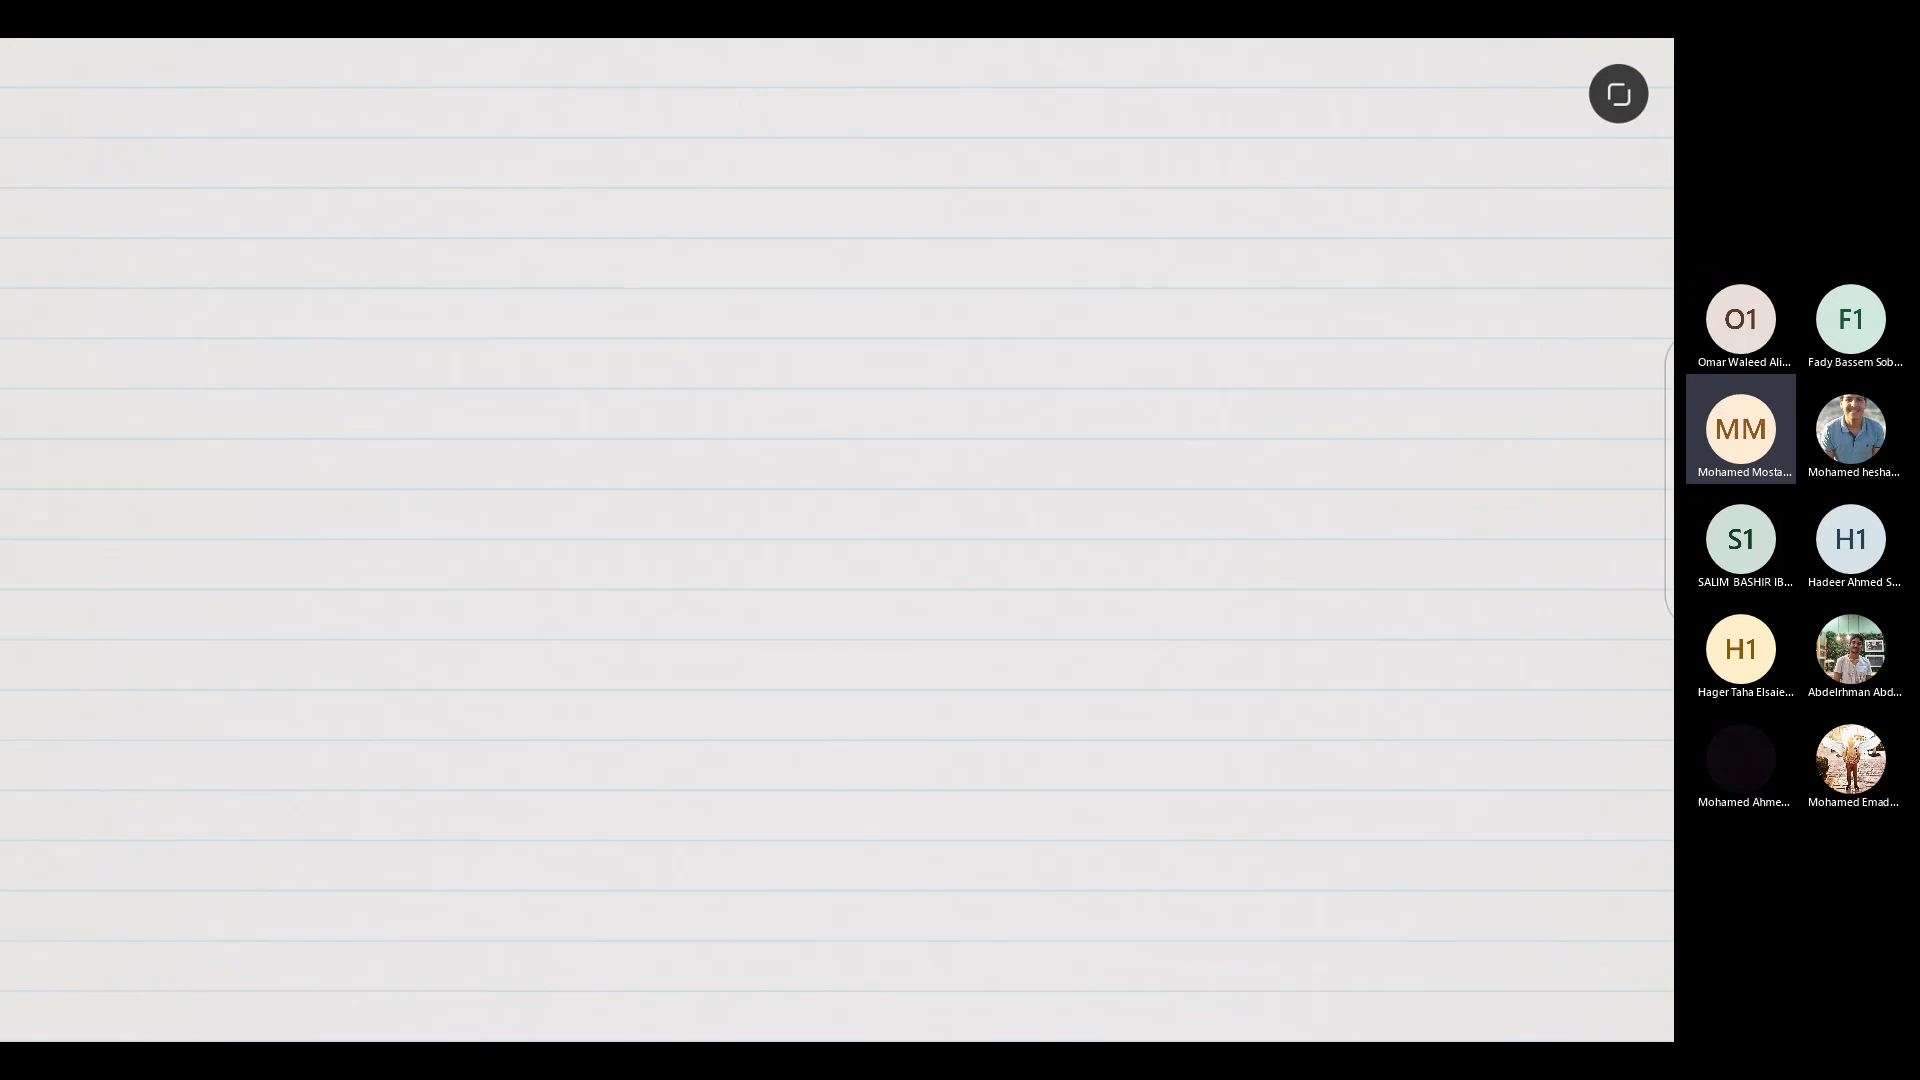 O1
F1
Omar Waleed Ali...
Fady Bassem Sob...
MM
Mohamed Mosta...
Mohamed hesha...
S1
H1
SALIM BASHIR IB...
Hadeer Ahmed S...
H1
Hager Taha Elsaie...
Abdelrhman Abd...
Mohamed Ahme...
Mohamed Emad...